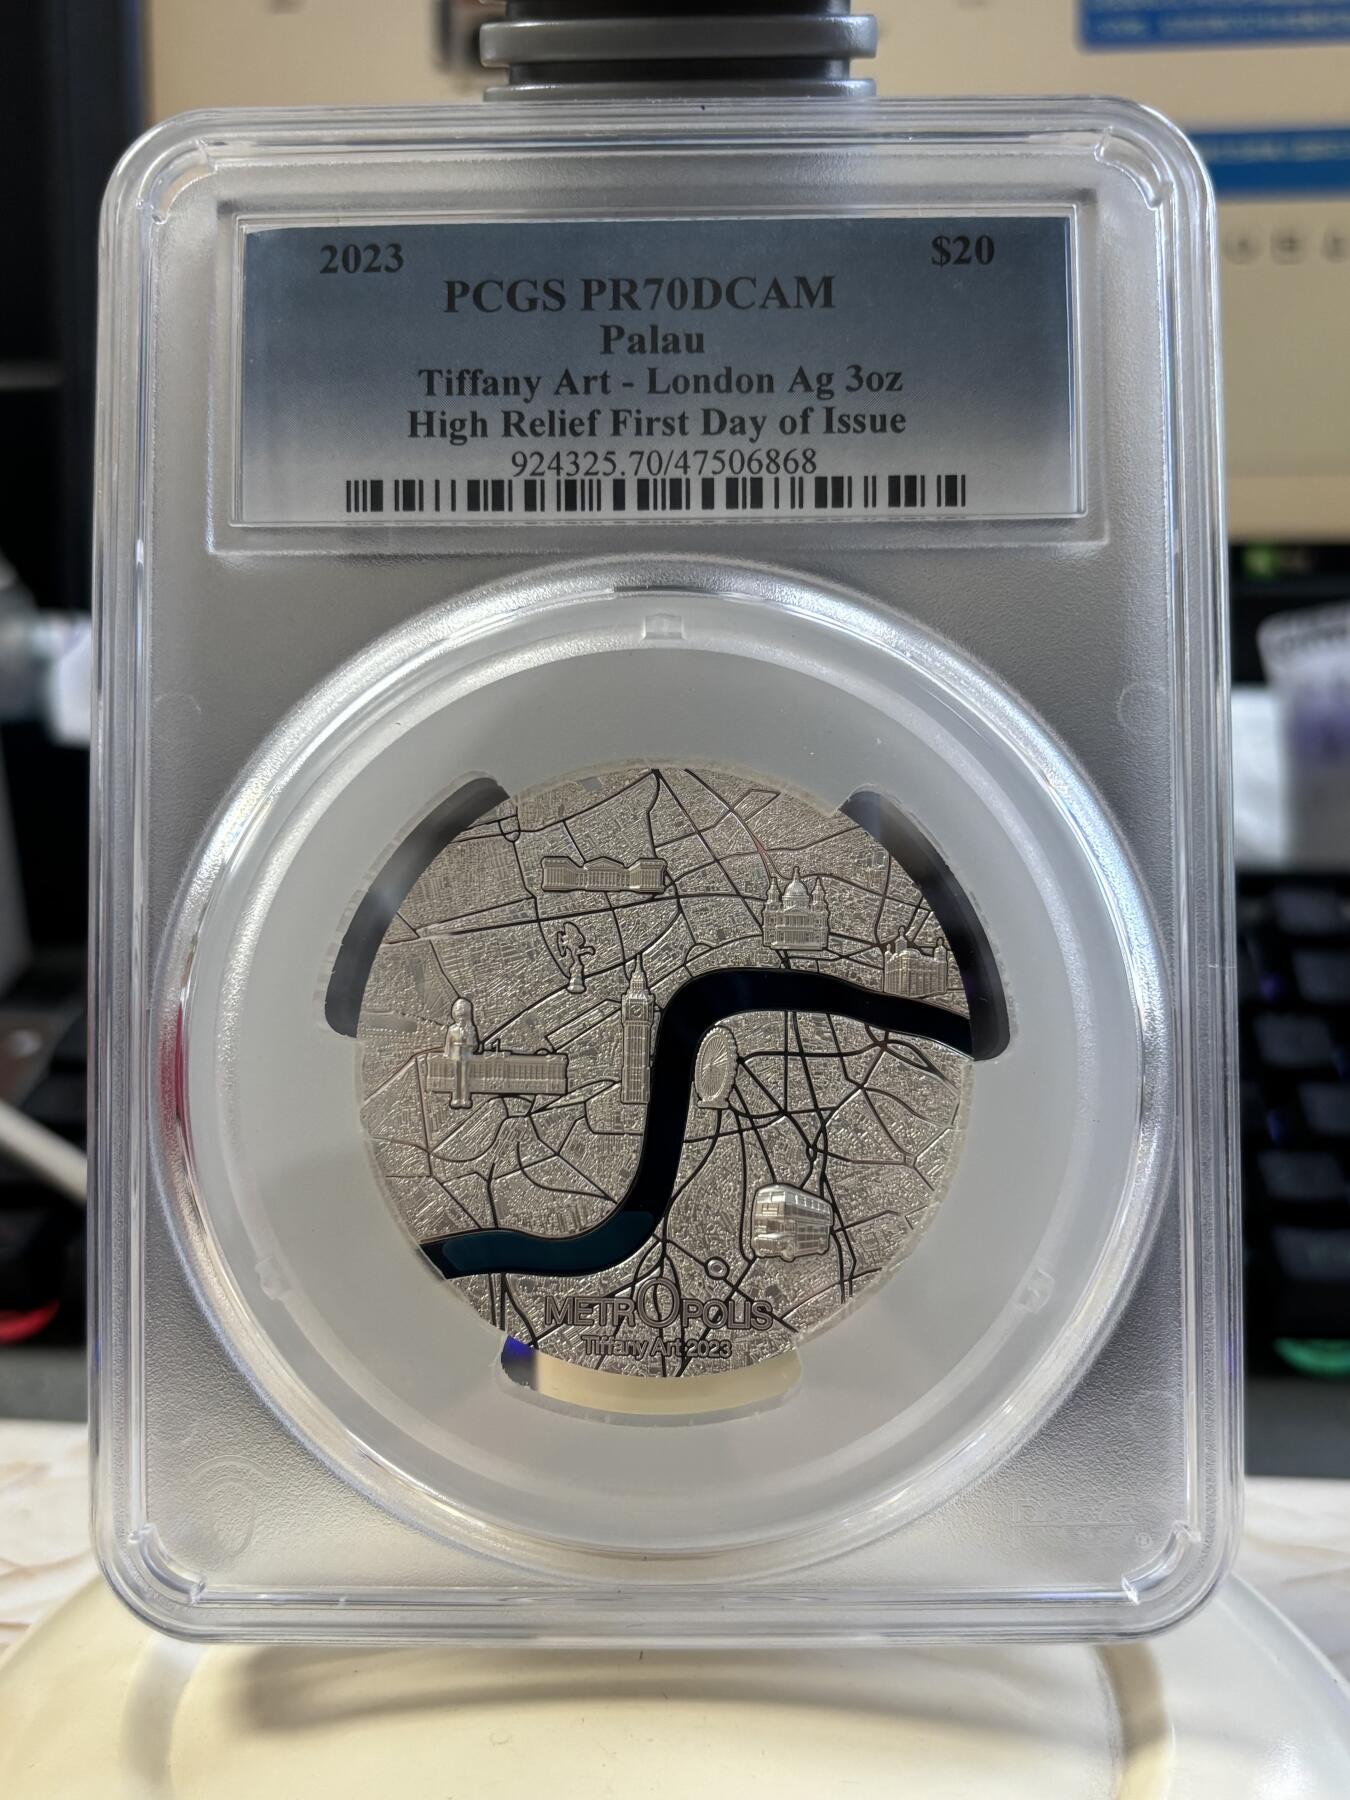 2023 $20
PCGS PR70DCAM
Palau
Tiffany Art - London Ag 3oz
High Relief First Day of Issue
924325.70/47506868
METROPOLIS
Tiffany Art 2023